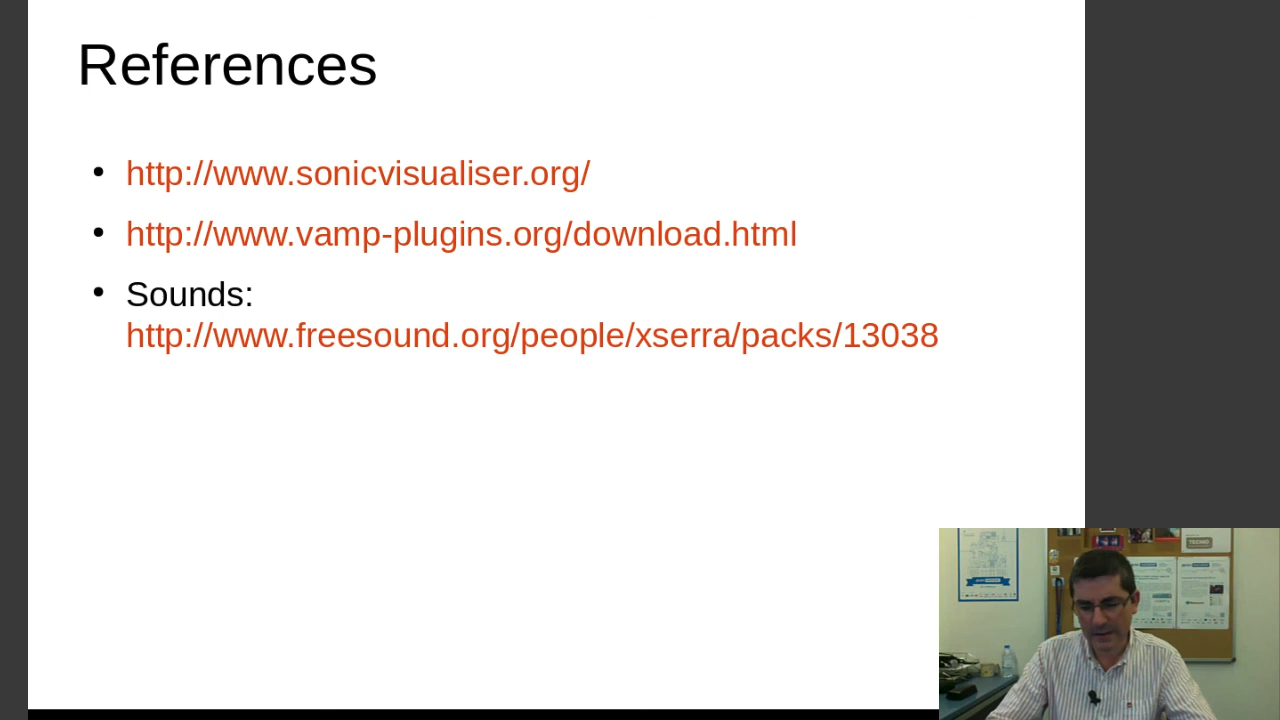 References
http://www.sonicvisualiser.org/
http://www.vamp-plugins.org/download.html
Sounds:
http://www.freesound.org/people/xserra/packs/13038